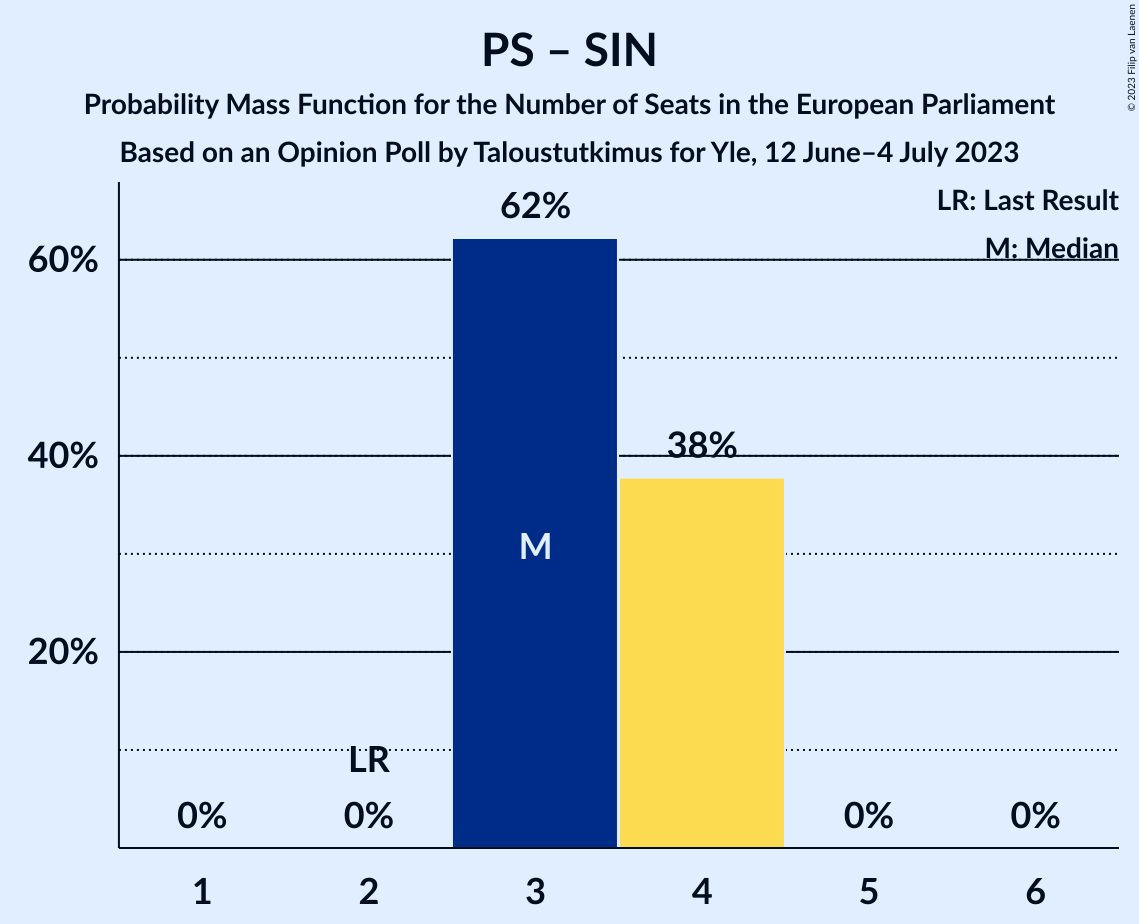 PS – SIN
Probability Mass Function for the Number of Seats in the European Parliament
Based on an Opinion Poll by Taloustutkimus for Yle, 12 June–4 July 2023
© 2023 Filip van Laenen
LR: Last Result
M: Median
60%
40%
20%
62%
38%
M
LR
0%
0%
0%
0%
1
2
3
4
5
6